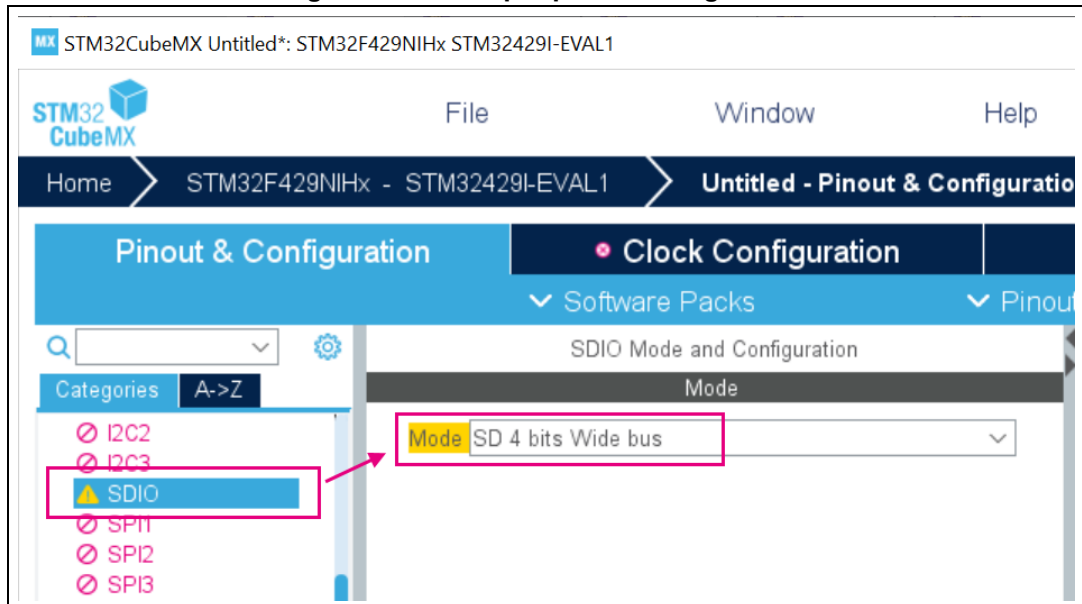 STM32CubeMX Untitled*: STM32F429NIHx STM32429I-EVAL1
MX
STM32
CubeMX
File
Window
Help
Home
STM32F429NIHx - STM32429I-EVAL1
Untitled - Pinout & Configuratio
Pinout & Configuration
Clock Configuration
Software Packs
Pinout
SDIO Mode and Configuration
Categories
A->Z
Mode
I2C2
Mode SD 4 bits Wide bus
I2C3
SDIO
SPI1
SPI2
SPI3